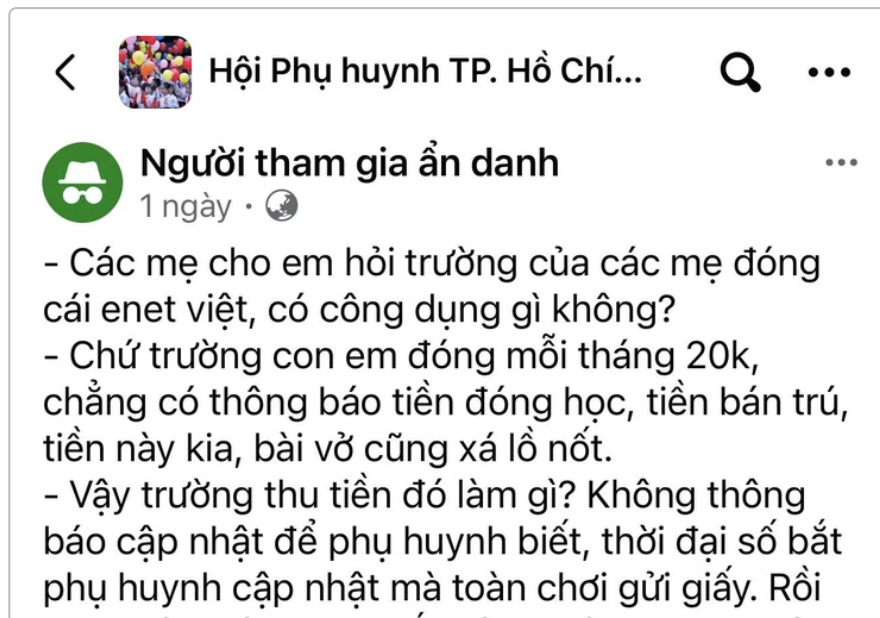 Hội Phụ huynh TP. Hồ Chí...
Người tham gia ẩn danh
1 ngày ·
- Các mẹ cho em hỏi trường của các mẹ đóng
cái enet việt, có công dụng gì không?
- Chứ trường con em đóng mỗi tháng 20k,
chẳng có thông báo tiền đóng học, tiền bán trú,
tiền này kia, bài vở cũng xá lồ nốt.
- Vậy trường thu tiền đó làm gì? Không thông
báo cập nhật để phụ huynh biết, thời đại số bắt
phụ huynh cập nhật mà toàn chơi gửi giấy. Rồi